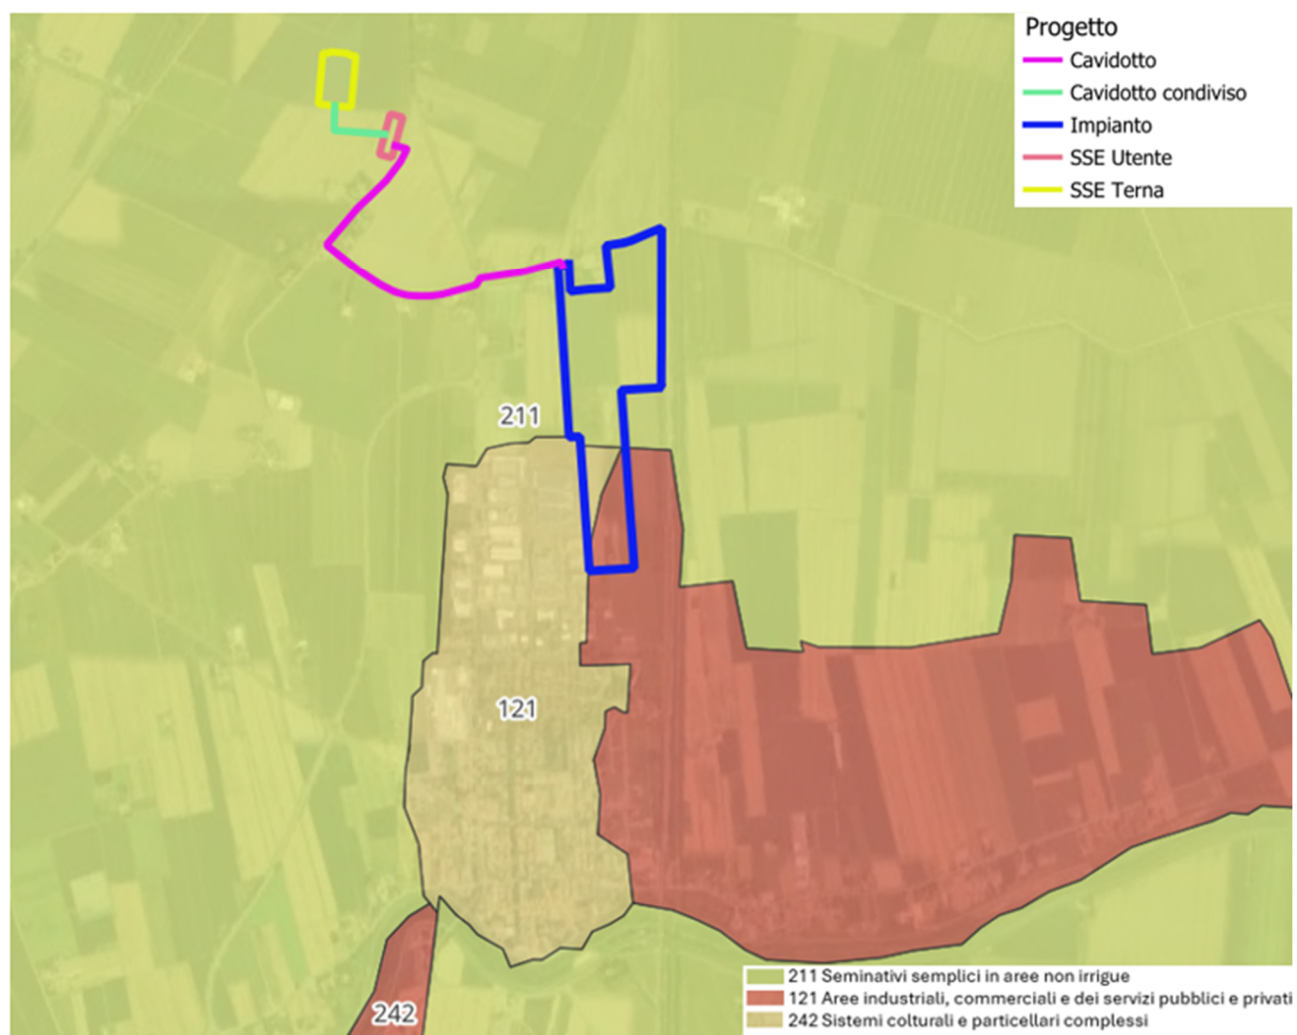 Progetto
Cavidotto
Cavidotto condiviso
Impianto
SSE Utente
SSE Terna
211
121
242
211 Seminativi semplici in aree non irrigue
121 Aree industriali, commerciali e dei servizi pubblici e privati
242 Sistemi colturali e particellari complessi